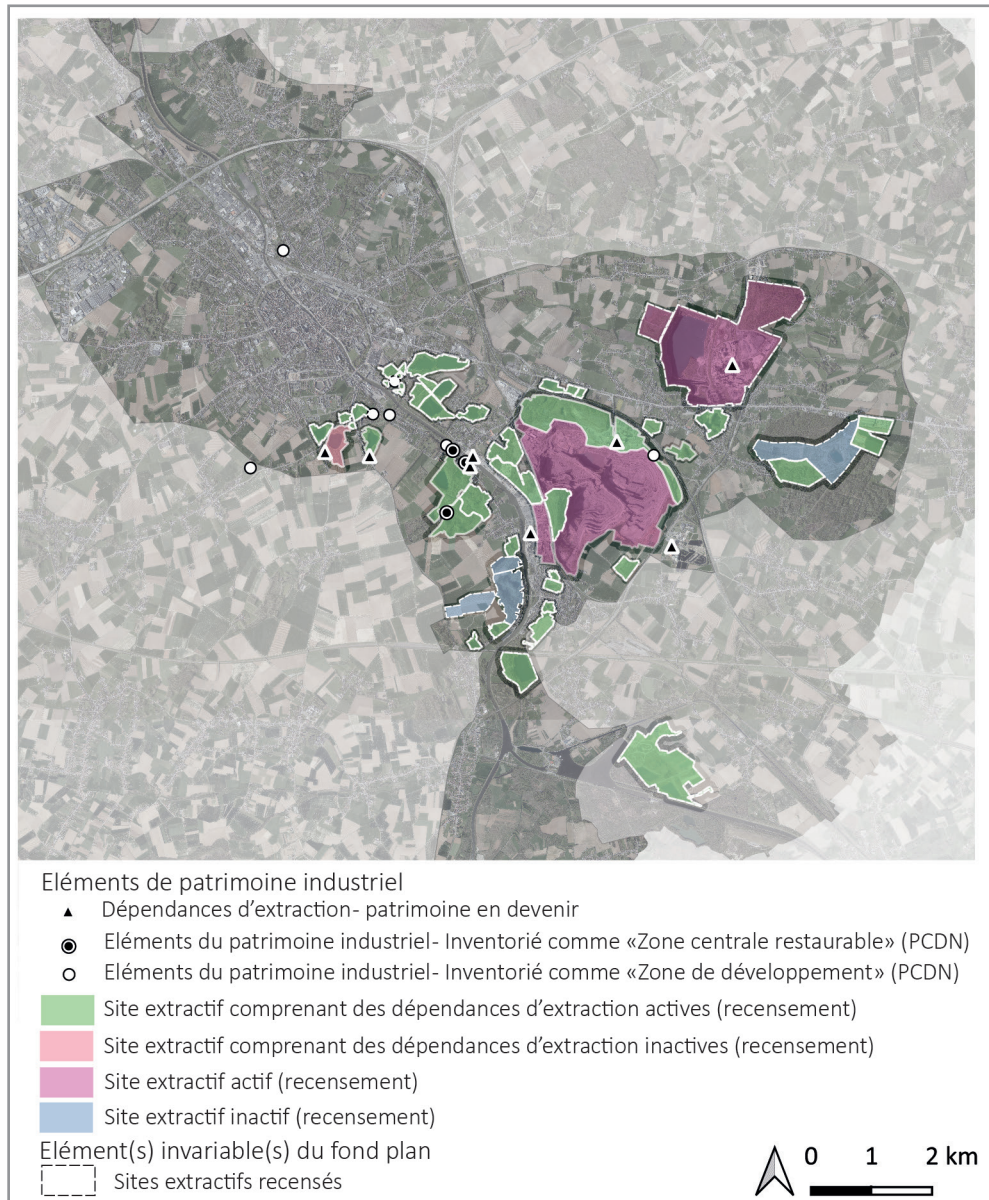 Eléments de patrimoine industriel
Dépendances d’extraction- patrimoine en devenir
Eléments du patrimoine industriel- Inventorié comme «Zone centrale restaurable» (PCDN)
Eléments du patrimoine industriel- Inventorié comme «Zone de développement» (PCDN)
Site extractif comprenant des dépendances d’extraction actives (recensement)
Site extractif comprenant des dépendances d’extraction inactives (recensement)
Site extractif actif (recensement)
Site extractif inactif (recensement)
Elément(s) invariable(s) du fond plan
Sites extractifs recensés
0 1 2 km